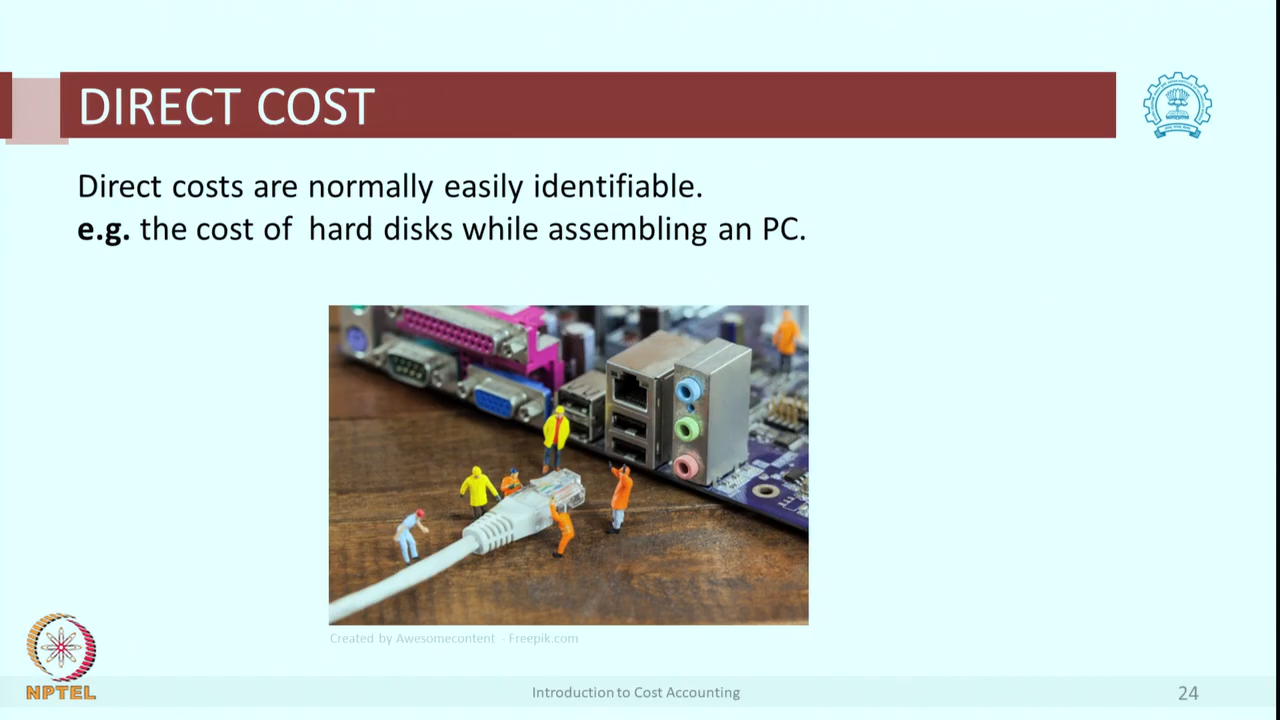 DIRECT COST
Direct costs are normally easily identifiable.
e.g. the cost of hard disks while assembling an PC.
Created by Awesomecontent - Freepik.com
NPTEL
Introduction to Cost Accounting
24